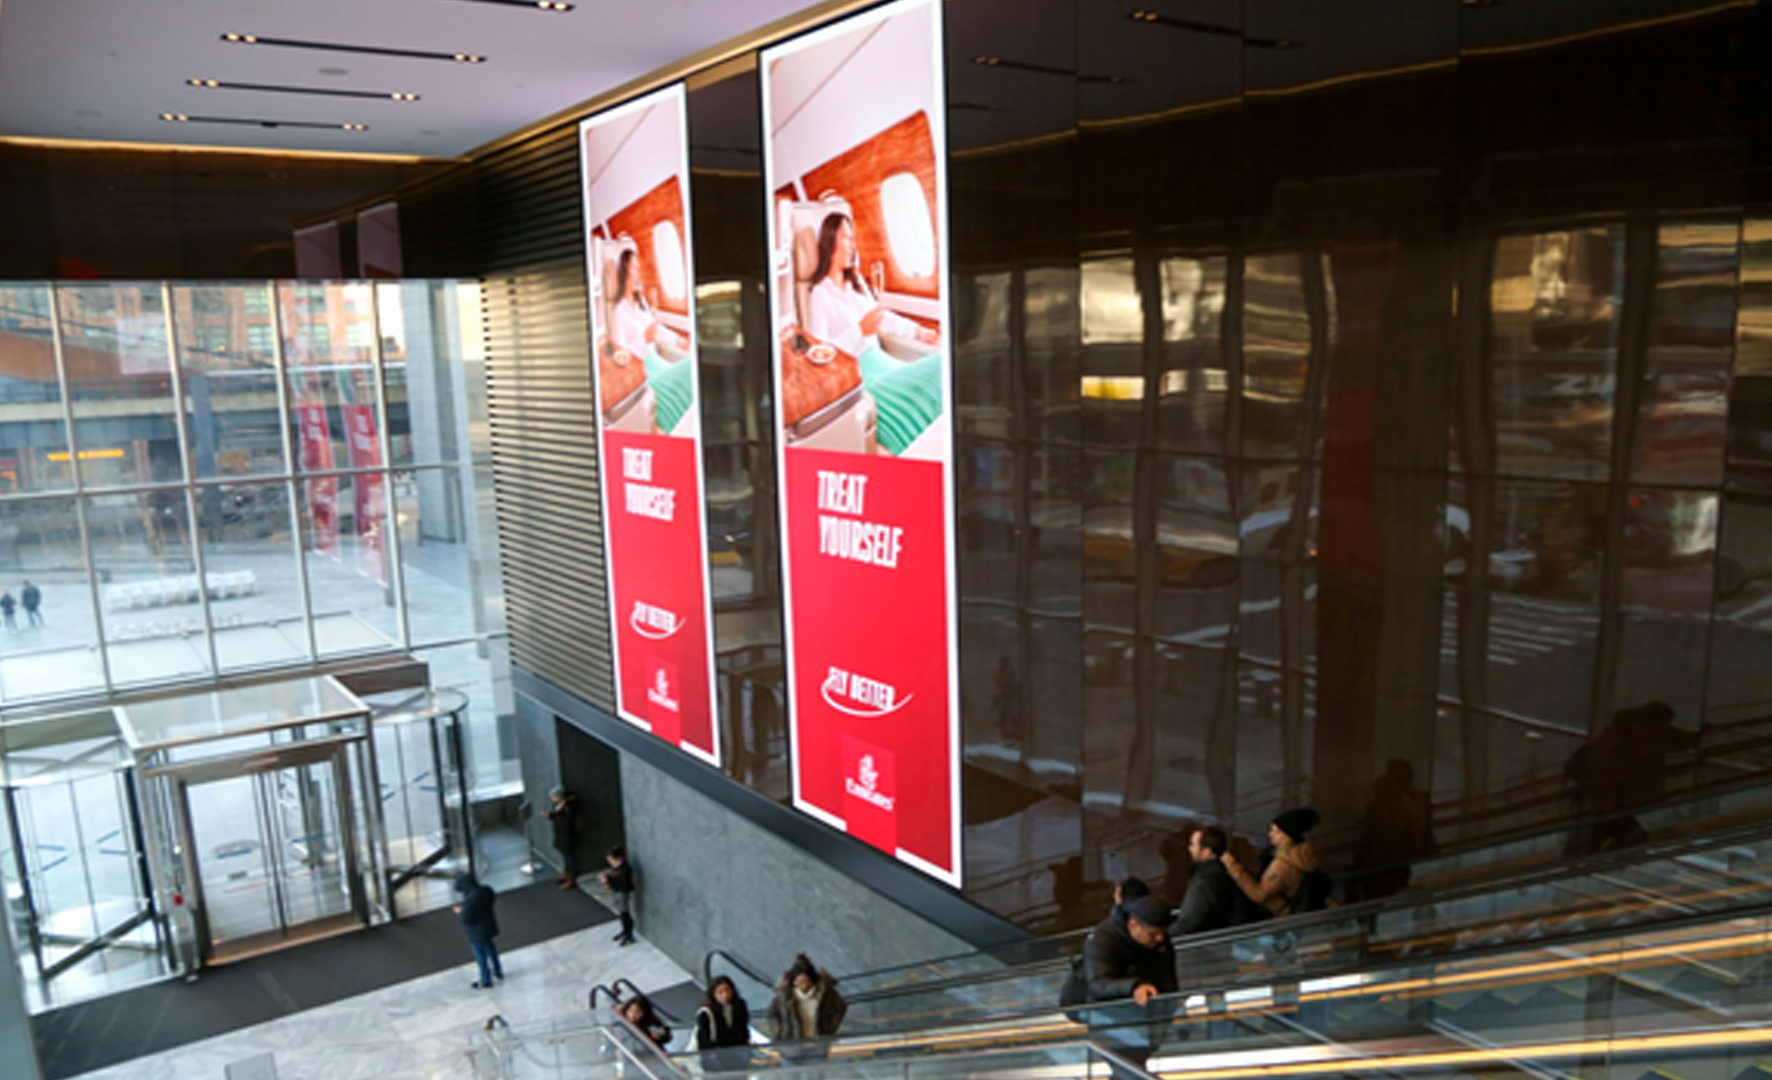 TREAT
YOURSELF
FLY BETTER
Emirates
TREAT
YOURSELF
FLY BETTER
Emirates